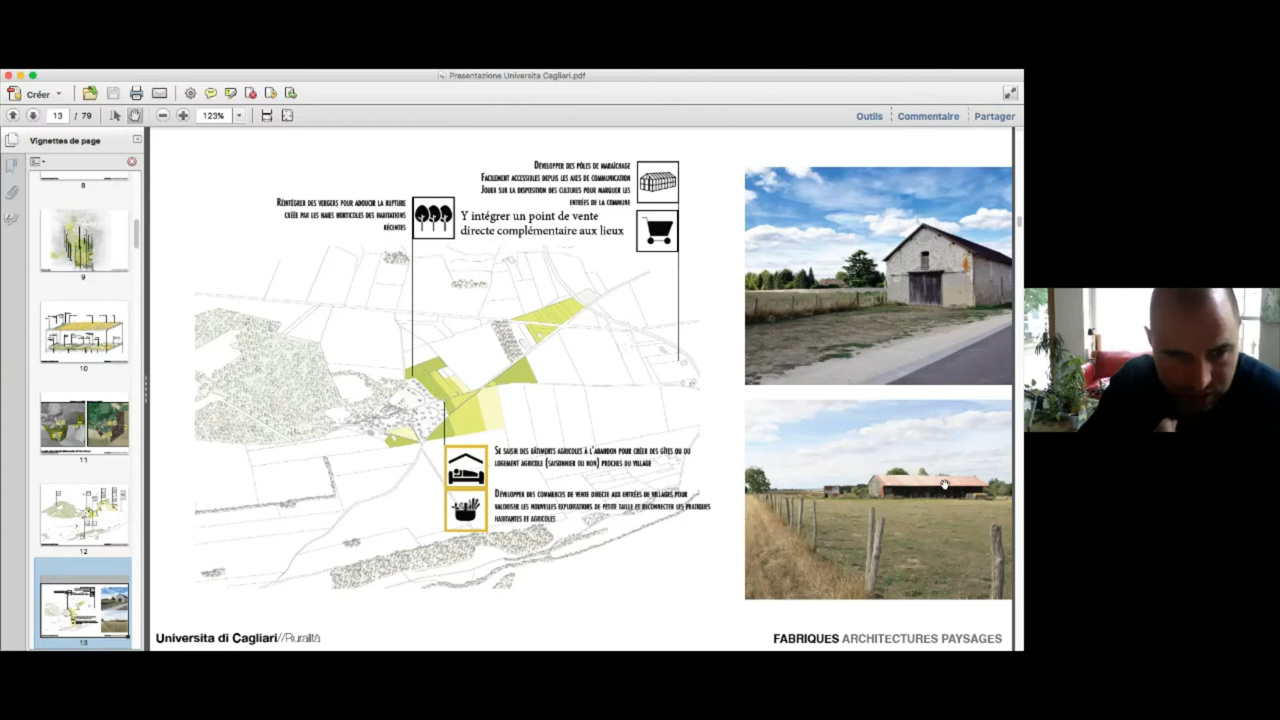 Presentazione Universita Cagliari.pdf
Créer
13 / 79
123%
Outils
Commentaire
Partager
Vignettes de page
8
9
10
11
12
13
Développer des pôles de maraîchage
Facilement accessibles depuis les axes de communication
Jouer sur la disposition des cultures pour marquer les
entrées de la commune
Réintégrer des vergers pour adoucir la rupture
créée par les haies horticoles des habitations
récentes
Y intégrer un point de vente
directe complémentaire aux lieux
Se saisir des bâtiments agricoles à l'abandon pour créer des gîtes ou du
logement agricole (saisonnier ou non) proches du village
Développer des commerces de vente directe aux entrées de villages pour
valoriser les nouvelles exploitations de petite taille et reconnecter les pratiques
habitantes et agricoles
Universita di Cagliari//Ruralità
FABRIQUES ARCHITECTURES PAYSAGES